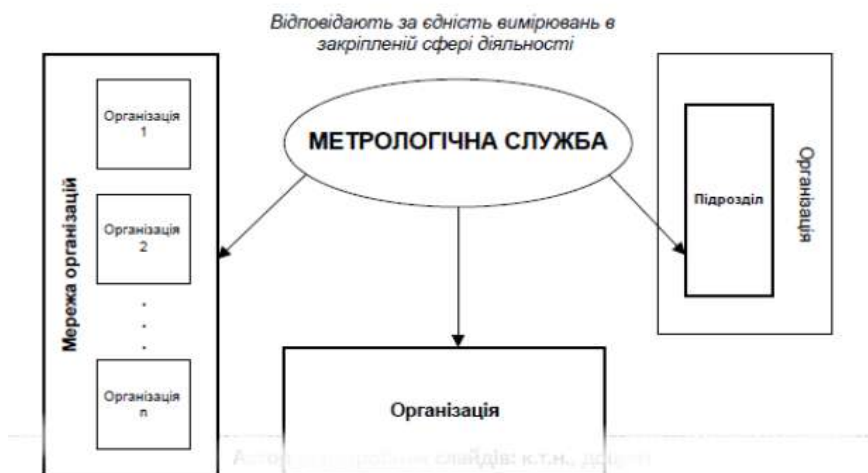 Відповідають за єдність вимірювань в
закріпленій сфері діяльності
МЕТРОЛОГІЧНА СЛУЖБА
Мережа організацій
Організація
1
Організація
2
.
.
.
Організація
n
Організація
Підрозділ
Організація
слайдів: к.т.н., доцент